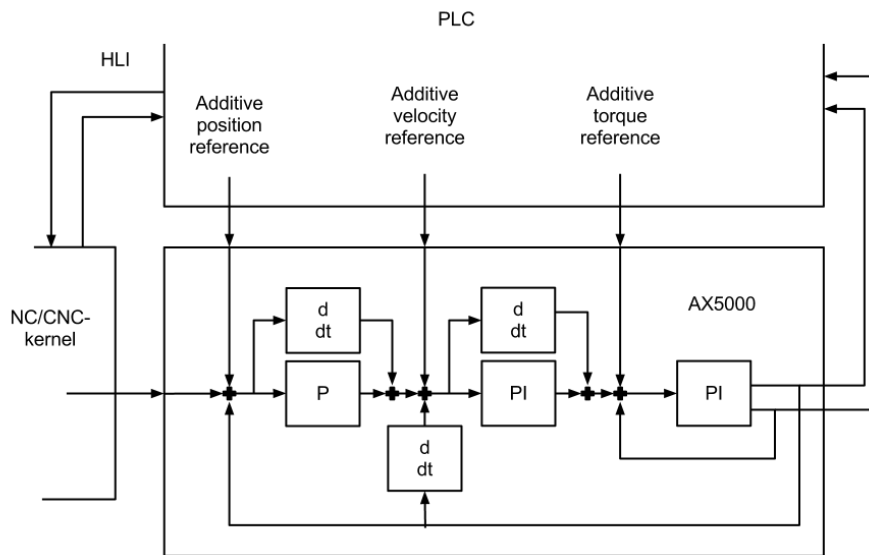 PLC
HLI
Additive
position
reference
Additive
velocity
reference
Additive
torque
reference
NC/CNC-
kernel
AX5000
d
dt
d
dt
P
PI
PI
d
dt